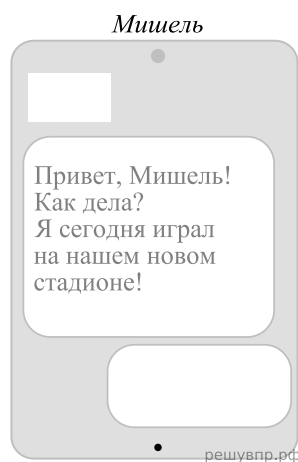 Мишель
Привет, Мишель!
Как дела?
Я сегодня играл
на нашем новом
стадионе!
решувпр.рф